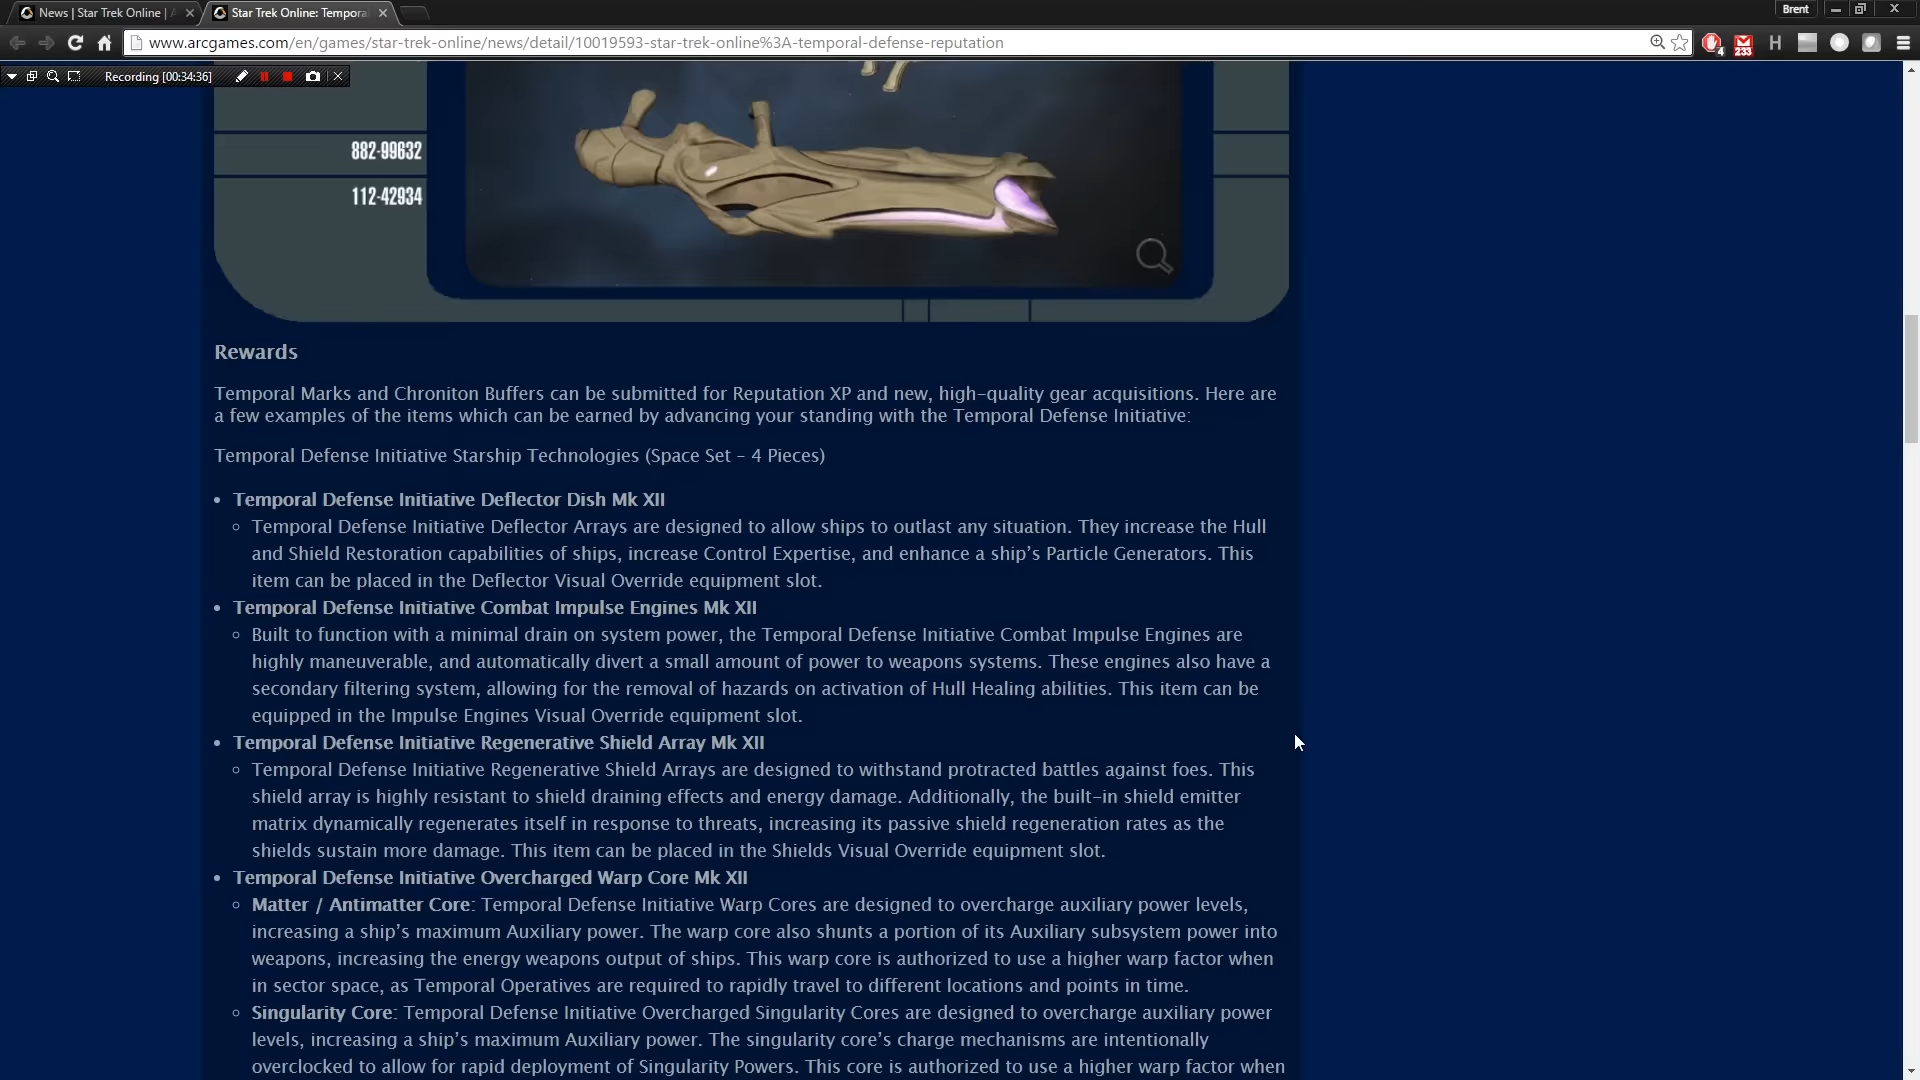 News | Star Trek Online | A
Star Trek Online: Tempora
Brent
www.arcgames.com/en/games/star-trek-online/news/detail/10019593-star-trek-online%3A-temporal-defense-reputation
4
233
H
Recording [00:34:36]
882-99632
112-42934
Rewards
Temporal Marks and Chroniton Buffers can be submitted for Reputation XP and new, high-quality gear acquisitions. Here are
a few examples of the items which can be earned by advancing your standing with the Temporal Defense Initiative:
Temporal Defense Initiative Starship Technologies (Space Set – 4 Pieces)
• Temporal Defense Initiative Deflector Dish Mk XII
◦ Temporal Defense Initiative Deflector Arrays are designed to allow ships to outlast any situation. They increase the Hull
and Shield Restoration capabilities of ships, increase Control Expertise, and enhance a ship’s Particle Generators. This
item can be placed in the Deflector Visual Override equipment slot.
• Temporal Defense Initiative Combat Impulse Engines Mk XII
◦ Built to function with a minimal drain on system power, the Temporal Defense Initiative Combat Impulse Engines are
highly maneuverable, and automatically divert a small amount of power to weapons systems. These engines also have a
secondary filtering system, allowing for the removal of hazards on activation of Hull Healing abilities. This item can be
equipped in the Impulse Engines Visual Override equipment slot.
• Temporal Defense Initiative Regenerative Shield Array Mk XII
◦ Temporal Defense Initiative Regenerative Shield Arrays are designed to withstand protracted battles against foes. This
shield array is highly resistant to shield draining effects and energy damage. Additionally, the built-in shield emitter
matrix dynamically regenerates itself in response to threats, increasing its passive shield regeneration rates as the
shields sustain more damage. This item can be placed in the Shields Visual Override equipment slot.
• Temporal Defense Initiative Overcharged Warp Core Mk XII
◦ Matter / Antimatter Core: Temporal Defense Initiative Warp Cores are designed to overcharge auxiliary power levels,
increasing a ship’s maximum Auxiliary power. The warp core also shunts a portion of its Auxiliary subsystem power into
weapons, increasing the energy weapons output of ships. This warp core is authorized to use a higher warp factor when
in sector space, as Temporal Operatives are required to rapidly travel to different locations and points in time.
◦ Singularity Core: Temporal Defense Initiative Overcharged Singularity Cores are designed to overcharge auxiliary power
levels, increasing a ship’s maximum Auxiliary power. The singularity core’s charge mechanisms are intentionally
overclocked to allow for rapid deployment of Singularity Powers. This core is authorized to use a higher warp factor when